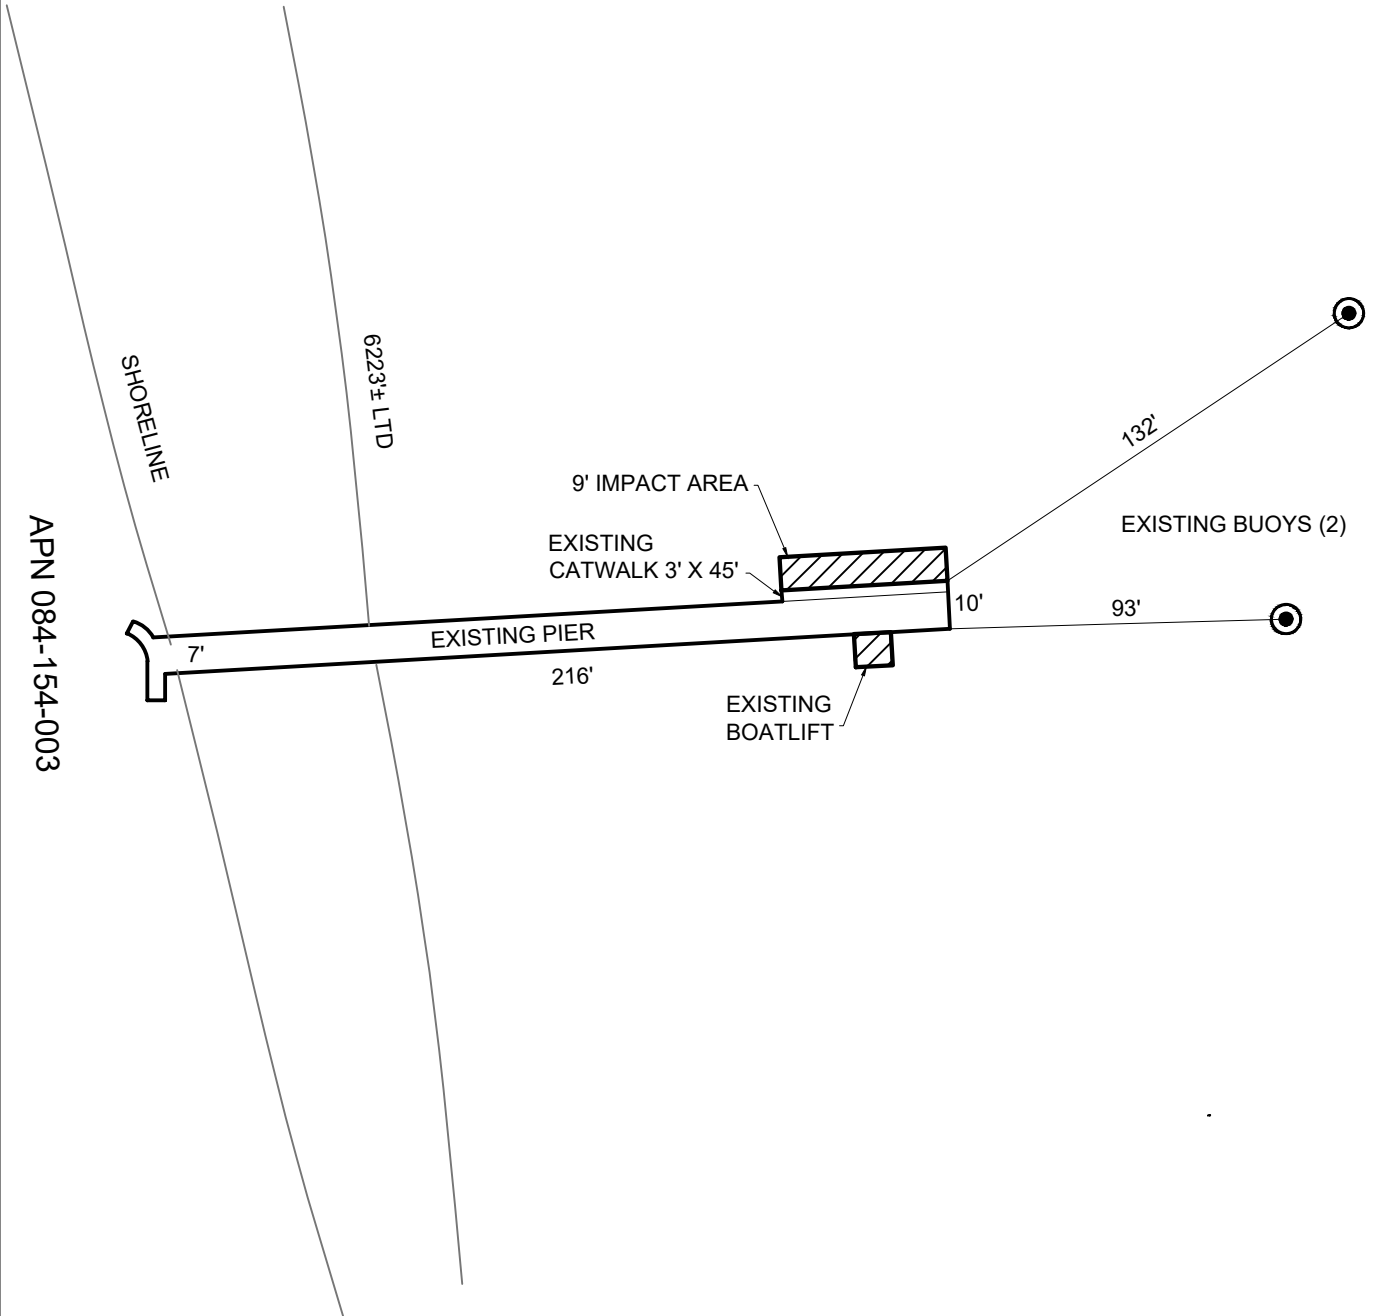 SHORELINE
6223'± LTD
132'
9' IMPACT AREA
EXISTING BUOYS (2)
EXISTING
CATWALK 3' X 45'
10'
93'
EXISTING PIER
7'
216'
APN 084-154-003
EXISTING
BOATLIFT